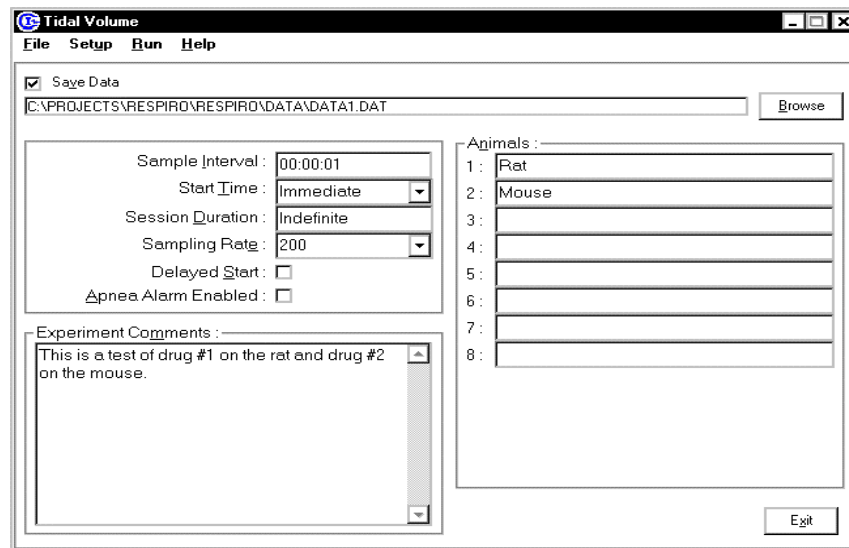 Tidal Volume
File Setup Run Help
Save Data
C:\PROJECTS\RESPIRO\RESPIRO\DATA\DATA1.DAT
Browse
Sample Interval : 00:00:01
Start Time : Immediate
Session Duration : Indefinite
Sampling Rate : 200
Delayed Start :
Apnea Alarm Enabled :
Experiment Comments :
This is a test of drug #1 on the rat and drug #2
on the mouse.
Animals :
1 : Rat
2 : Mouse
3 :
4 :
5 :
6 :
7 :
8 :
Exit